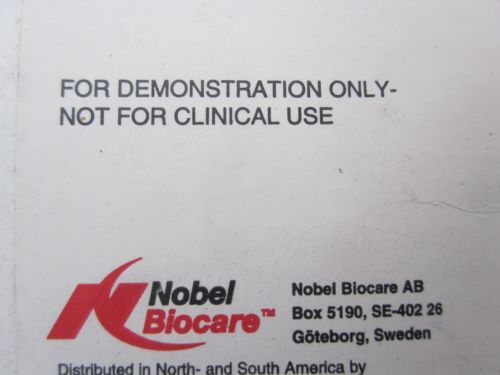 FOR DEMONSTRATION ONLY-
NOT FOR CLINICAL USE
Nobel
Biocare™
Nobel Biocare AB
Box 5190, SE-402 26
Göteborg, Sweden
Distributed in North- and South America by